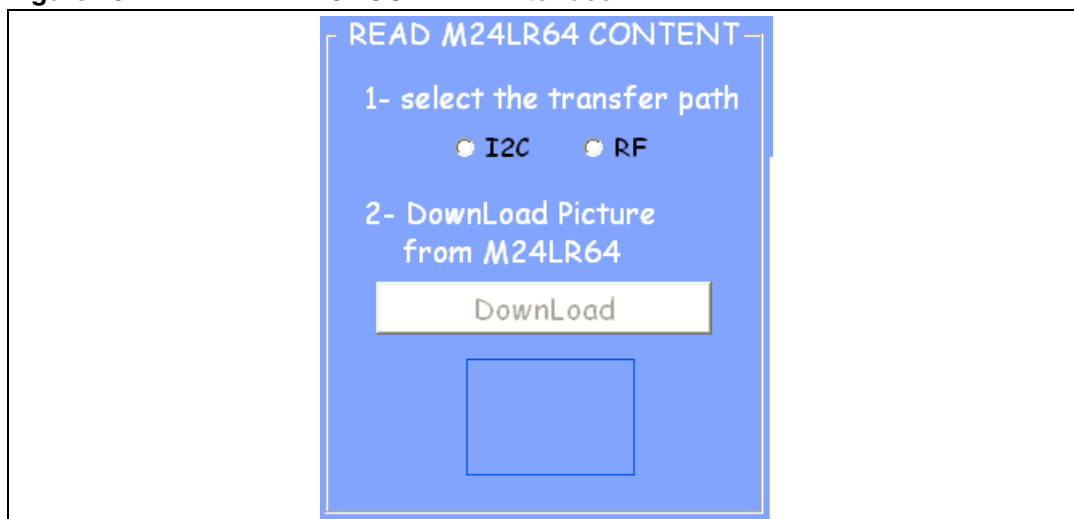 READ M24LR64 CONTENT
1- select the transfer path
I2C RF
2- DownLoad Picture
from M24LR64
DownLoad